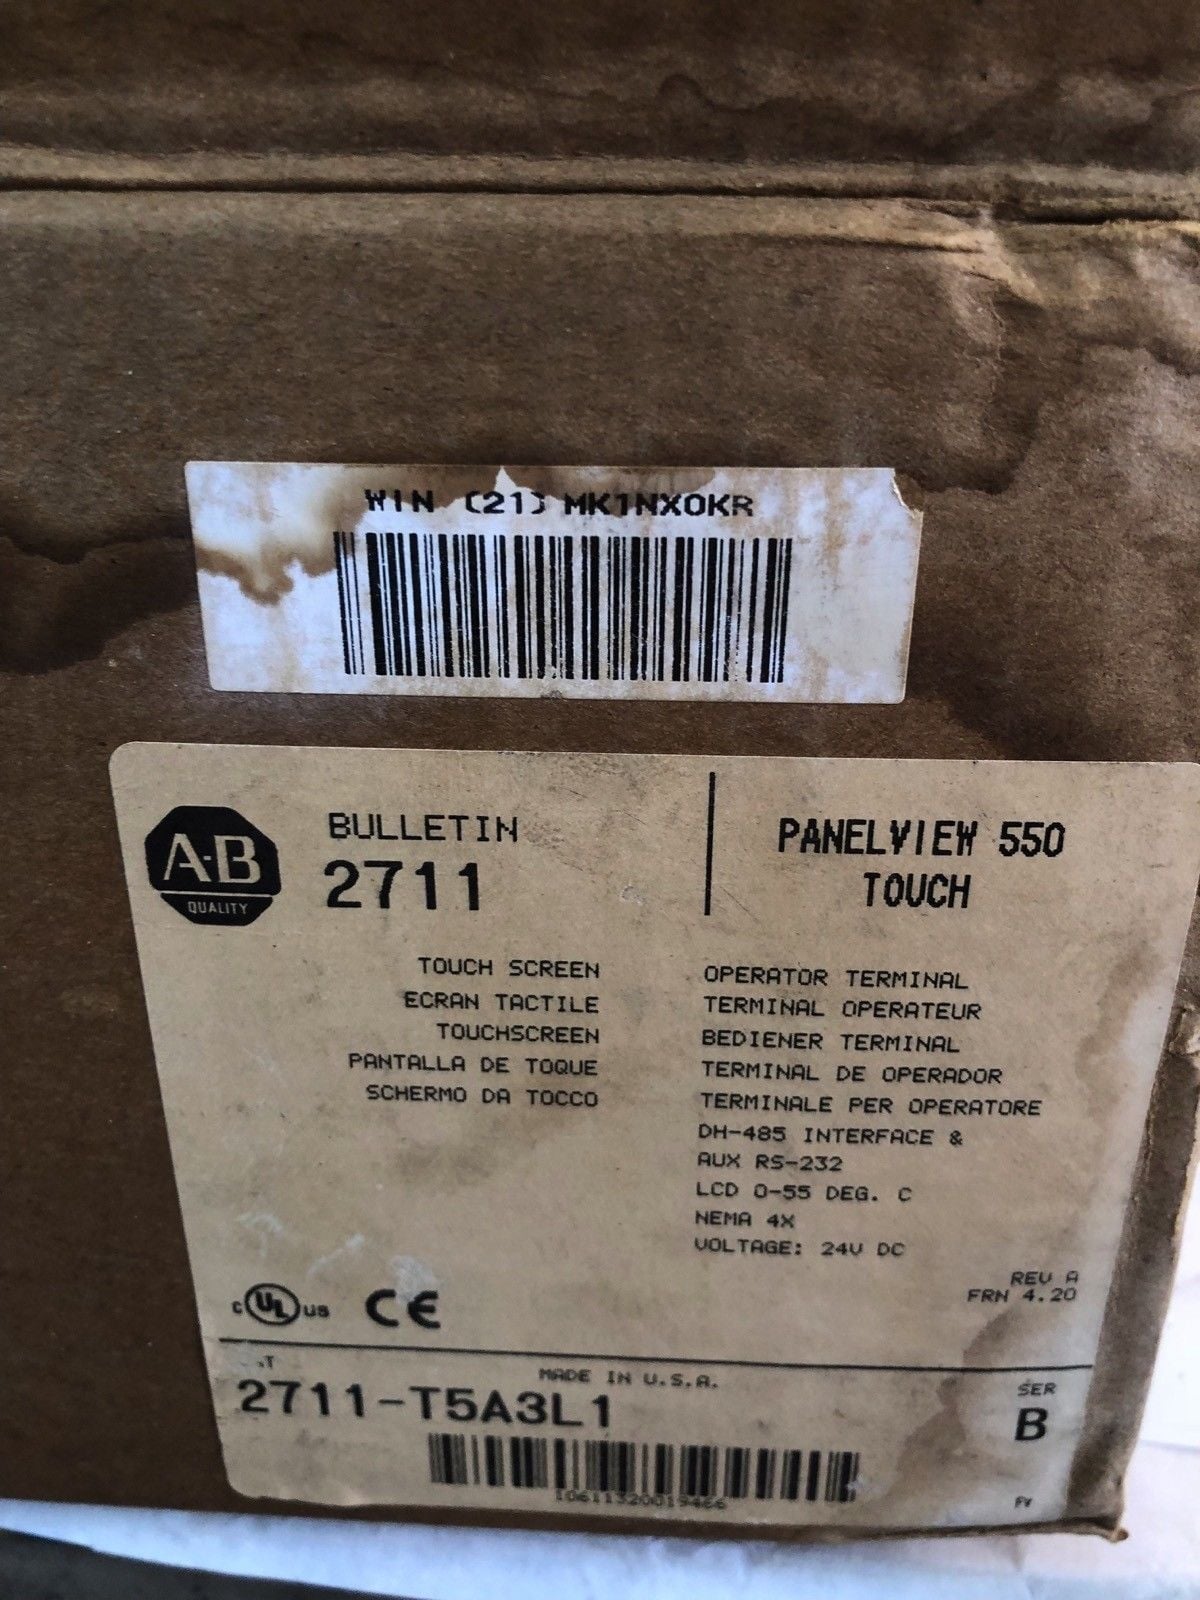 WIN (21) MK1NX0KR
A-B
QUALITY
BULLETIN
2711
PANELVIEW 550
TOUCH
TOUCH SCREEN
ECRAN TACTILE
TOUCHSCREEN
PANTALLA DE TOQUE
SCHERMO DA TOCCO
OPERATOR TERMINAL
TERMINAL OPERATEUR
BEDIENER TERMINAL
TERMINAL DE OPERADOR
TERMINALE PER OPERATORE
DH-485 INTERFACE &
AUX RS-232
LCD 0-55 DEG. C
NEMA 4X
VOLTAGE: 24V DC
REV A
FRN 4.20
C UL US CE
MADE IN U.S.A.
2711-T5A3L1
SER
B
10611320019466